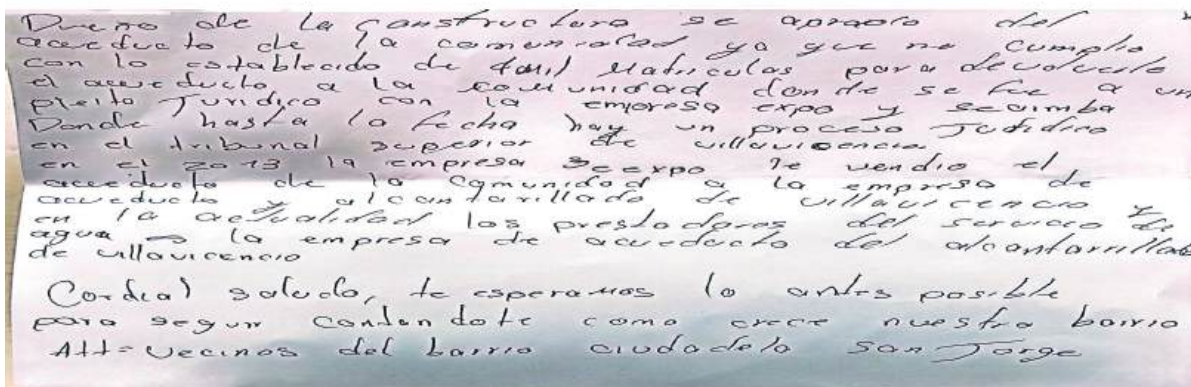 Dueño de la constructora se apropio del
acueducto de la comunidad ya que no cumplio
con lo establecido de 4mil Matriculas para devolverle
el acueducto a la comunidad donde se fue a un
pleito Juridico con la empresa expo y secimba
Donde hasta la fecha hay un proceso Juridico
en el tribunal superior de villavicencio
en el 2013 la empresa Seexpo le vendio el
acueducto de la comunidad a la empresa de
acueducto y alcantarillado de villavicencio y
en la actualidad los prestadores del servicio de
agua es la empresa de acueducto del alcantarillado
de villavicencio
Cordial saludo, te esperamos lo antes posible
para seguir contandote como crece nuestro barrio
Att = Vecinos del barrio ciudadela San Jorge